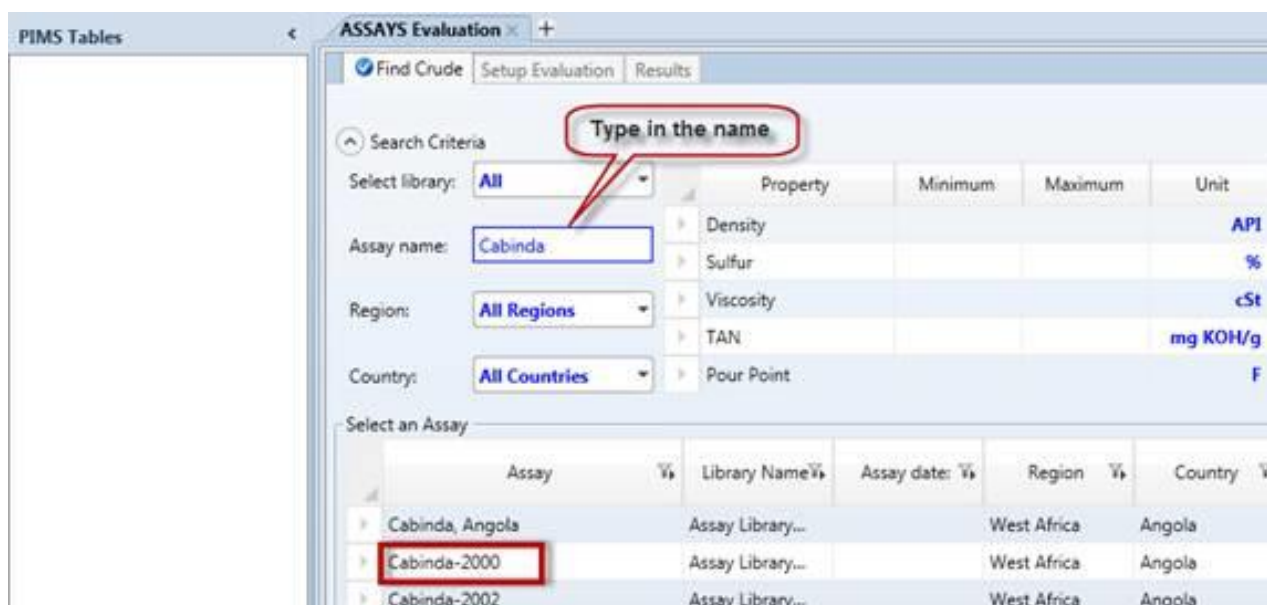 PIMS Tables
ASSAYS Evaluation
Find Crude Setup Evaluation Results
Type in the name
Search Criteria
Select library: All
Property Minimum Maximum Unit
Density API
Assay name: Cabinda
Sulfur %
Viscosity cSt
Region: All Regions
TAN mg KOH/g
Country: All Countries
Pour Point F
Select an Assay
Assay Library Name Assay date: Region Country
Cabinda, Angola Assay Library... West Africa Angola
Cabinda-2000 Assay Library... West Africa Angola
Cabinda-2002 Assay Library... West Africa Angola